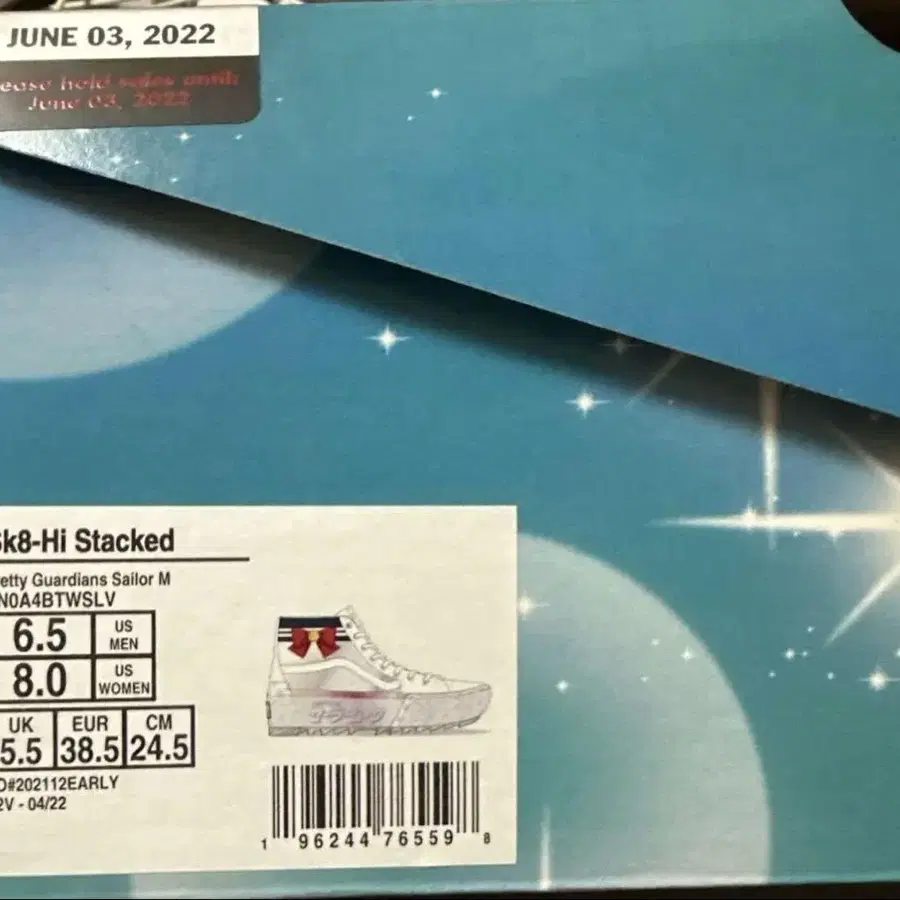 JUNE 03, 2022
ease hold sales until
June 03, 2022
Sk8-Hi Stacked
etty Guardians Sailor M
N0A4BTWSLV
6.5 US MEN
8.0 US WOMEN
UK EUR CM
5.5 38.5 24.5
O#202112EARLY
2V - 04/22
1 96244 76559 8